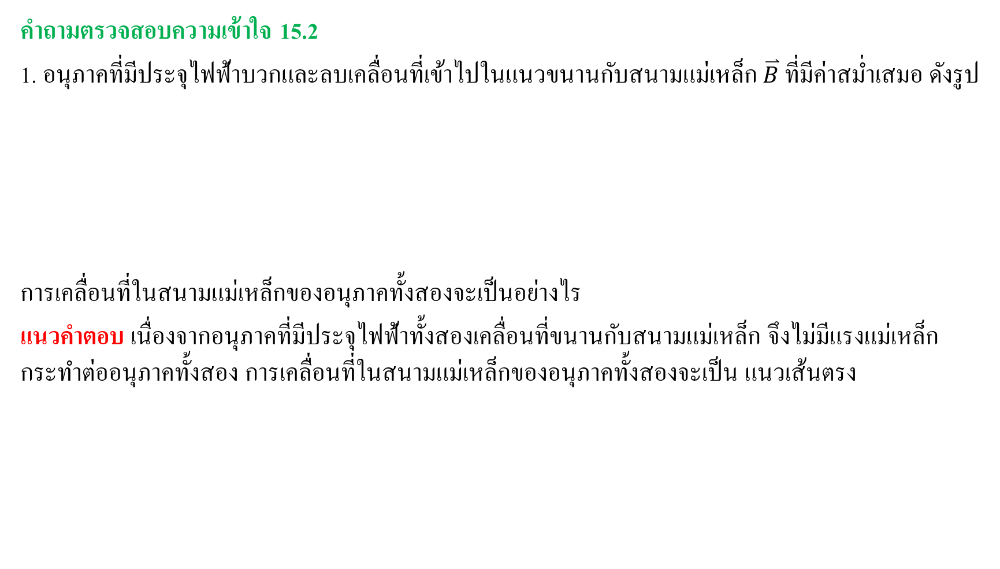 คำถามตรวจสอบความเข้าใจ 15.2
1. อนุภาคที่มีประจุไฟฟ้าบวกและลบเคลื่อนที่เข้าไปในแนวขนานกับสนามแม่เหล็ก \vec{B} ที่มีค่าสม่ำเสมอ ดังรูป
การเคลื่อนที่ในสนามแม่เหล็กของอนุภาคทั้งสองจะเป็นอย่างไร
แนวคำตอบ เนื่องจากอนุภาคที่มีประจุไฟฟ้าทั้งสองเคลื่อนที่ขนานกับสนามแม่เหล็ก จึงไม่มีแรงแม่เหล็ก
กระทำต่ออนุภาคทั้งสอง การเคลื่อนที่ในสนามแม่เหล็กของอนุภาคทั้งสองจะเป็น แนวเส้นตรง